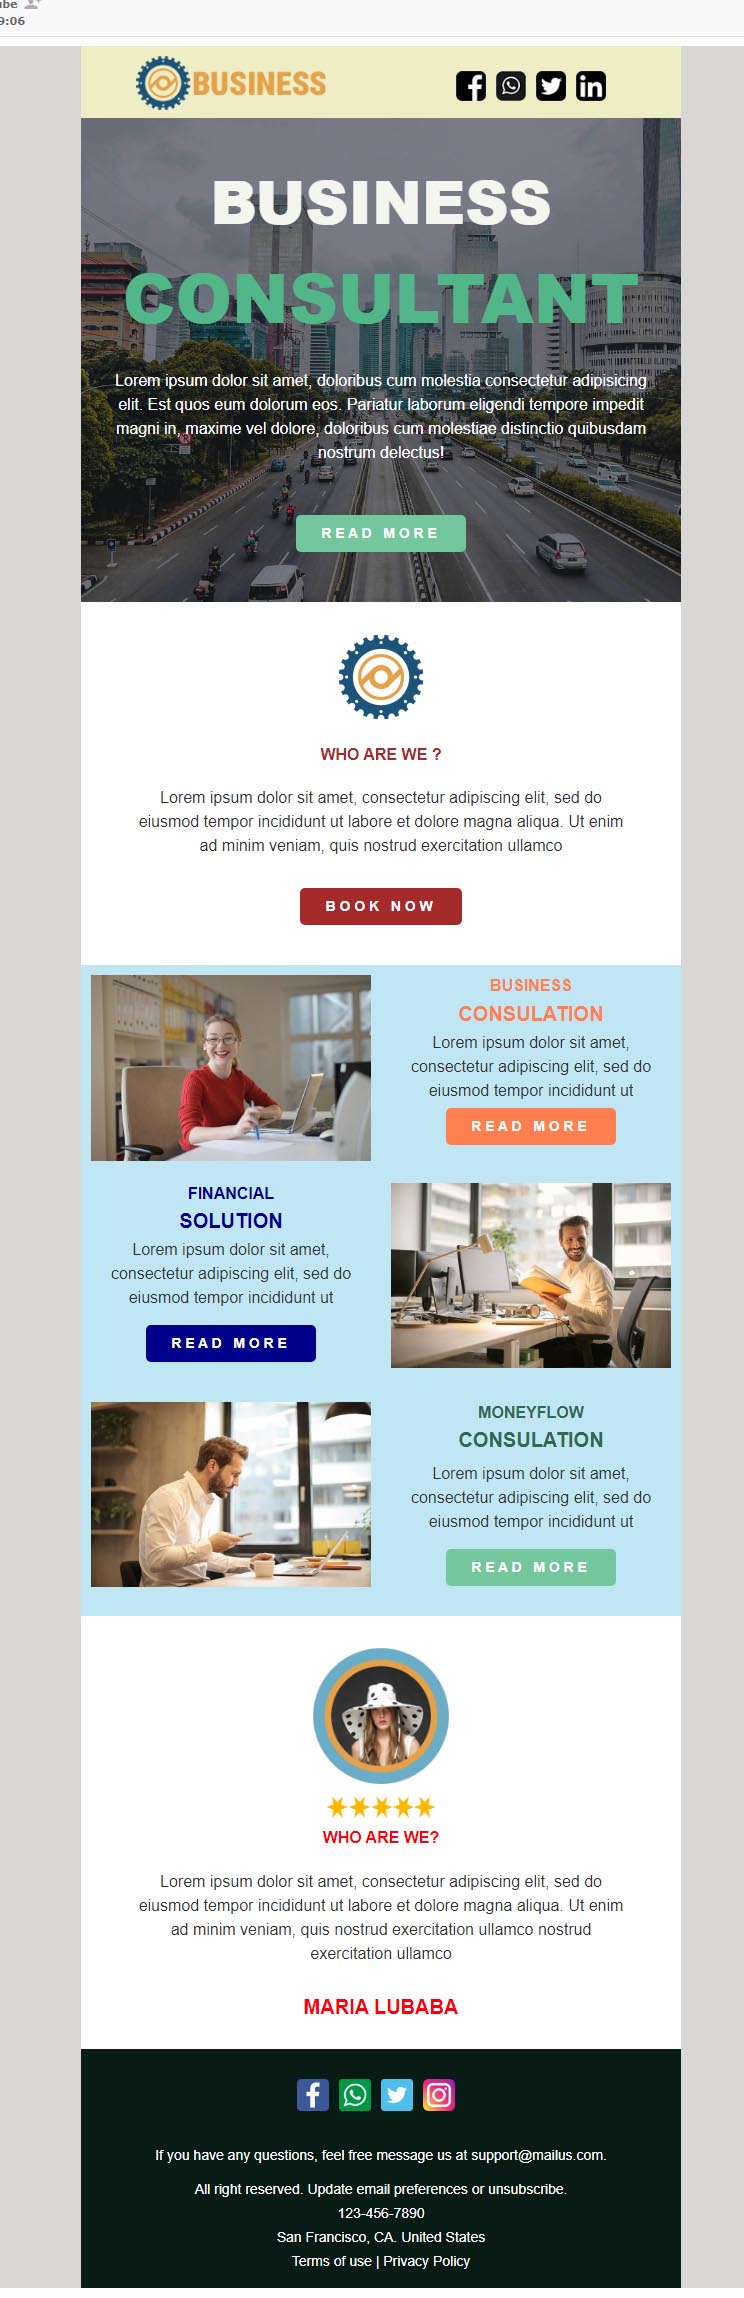 9:06
BUSINESS
BUSINESS
CONSULTANT
Lorem ipsum dolor sit amet, doloribus cum molestia consectetur adipisicing
elit. Est quos eum dolorum eos. Pariatur laborum eligendi tempore impedit
magni in, maxime vel dolore, doloribus cum molestiae distinctio quibusdam
nostrum delectus!
READ MORE
WHO ARE WE ?
Lorem ipsum dolor sit amet, consectetur adipiscing elit, sed do
eiusmod tempor incididunt ut labore et dolore magna aliqua. Ut enim
ad minim veniam, quis nostrud exercitation ullamco
BOOK NOW
BUSINESS
CONSULATION
Lorem ipsum dolor sit amet,
consectetur adipiscing elit, sed do
eiusmod tempor incididunt ut
READ MORE
FINANCIAL
SOLUTION
Lorem ipsum dolor sit amet,
consectetur adipiscing elit, sed do
eiusmod tempor incididunt ut
READ MORE
MONEYFLOW
CONSULATION
Lorem ipsum dolor sit amet,
consectetur adipiscing elit, sed do
eiusmod tempor incididunt ut
READ MORE
WHO ARE WE?
Lorem ipsum dolor sit amet, consectetur adipiscing elit, sed do
eiusmod tempor incididunt ut labore et dolore magna aliqua. Ut enim
ad minim veniam, quis nostrud exercitation ullamco nostrud
exercitation ullamco
MARIA LUBABA
If you have any questions, feel free message us at support@mailus.com.
All right reserved. Update email preferences or unsubscribe.
123-456-7890
San Francisco, CA. United States
Terms of use | Privacy Policy